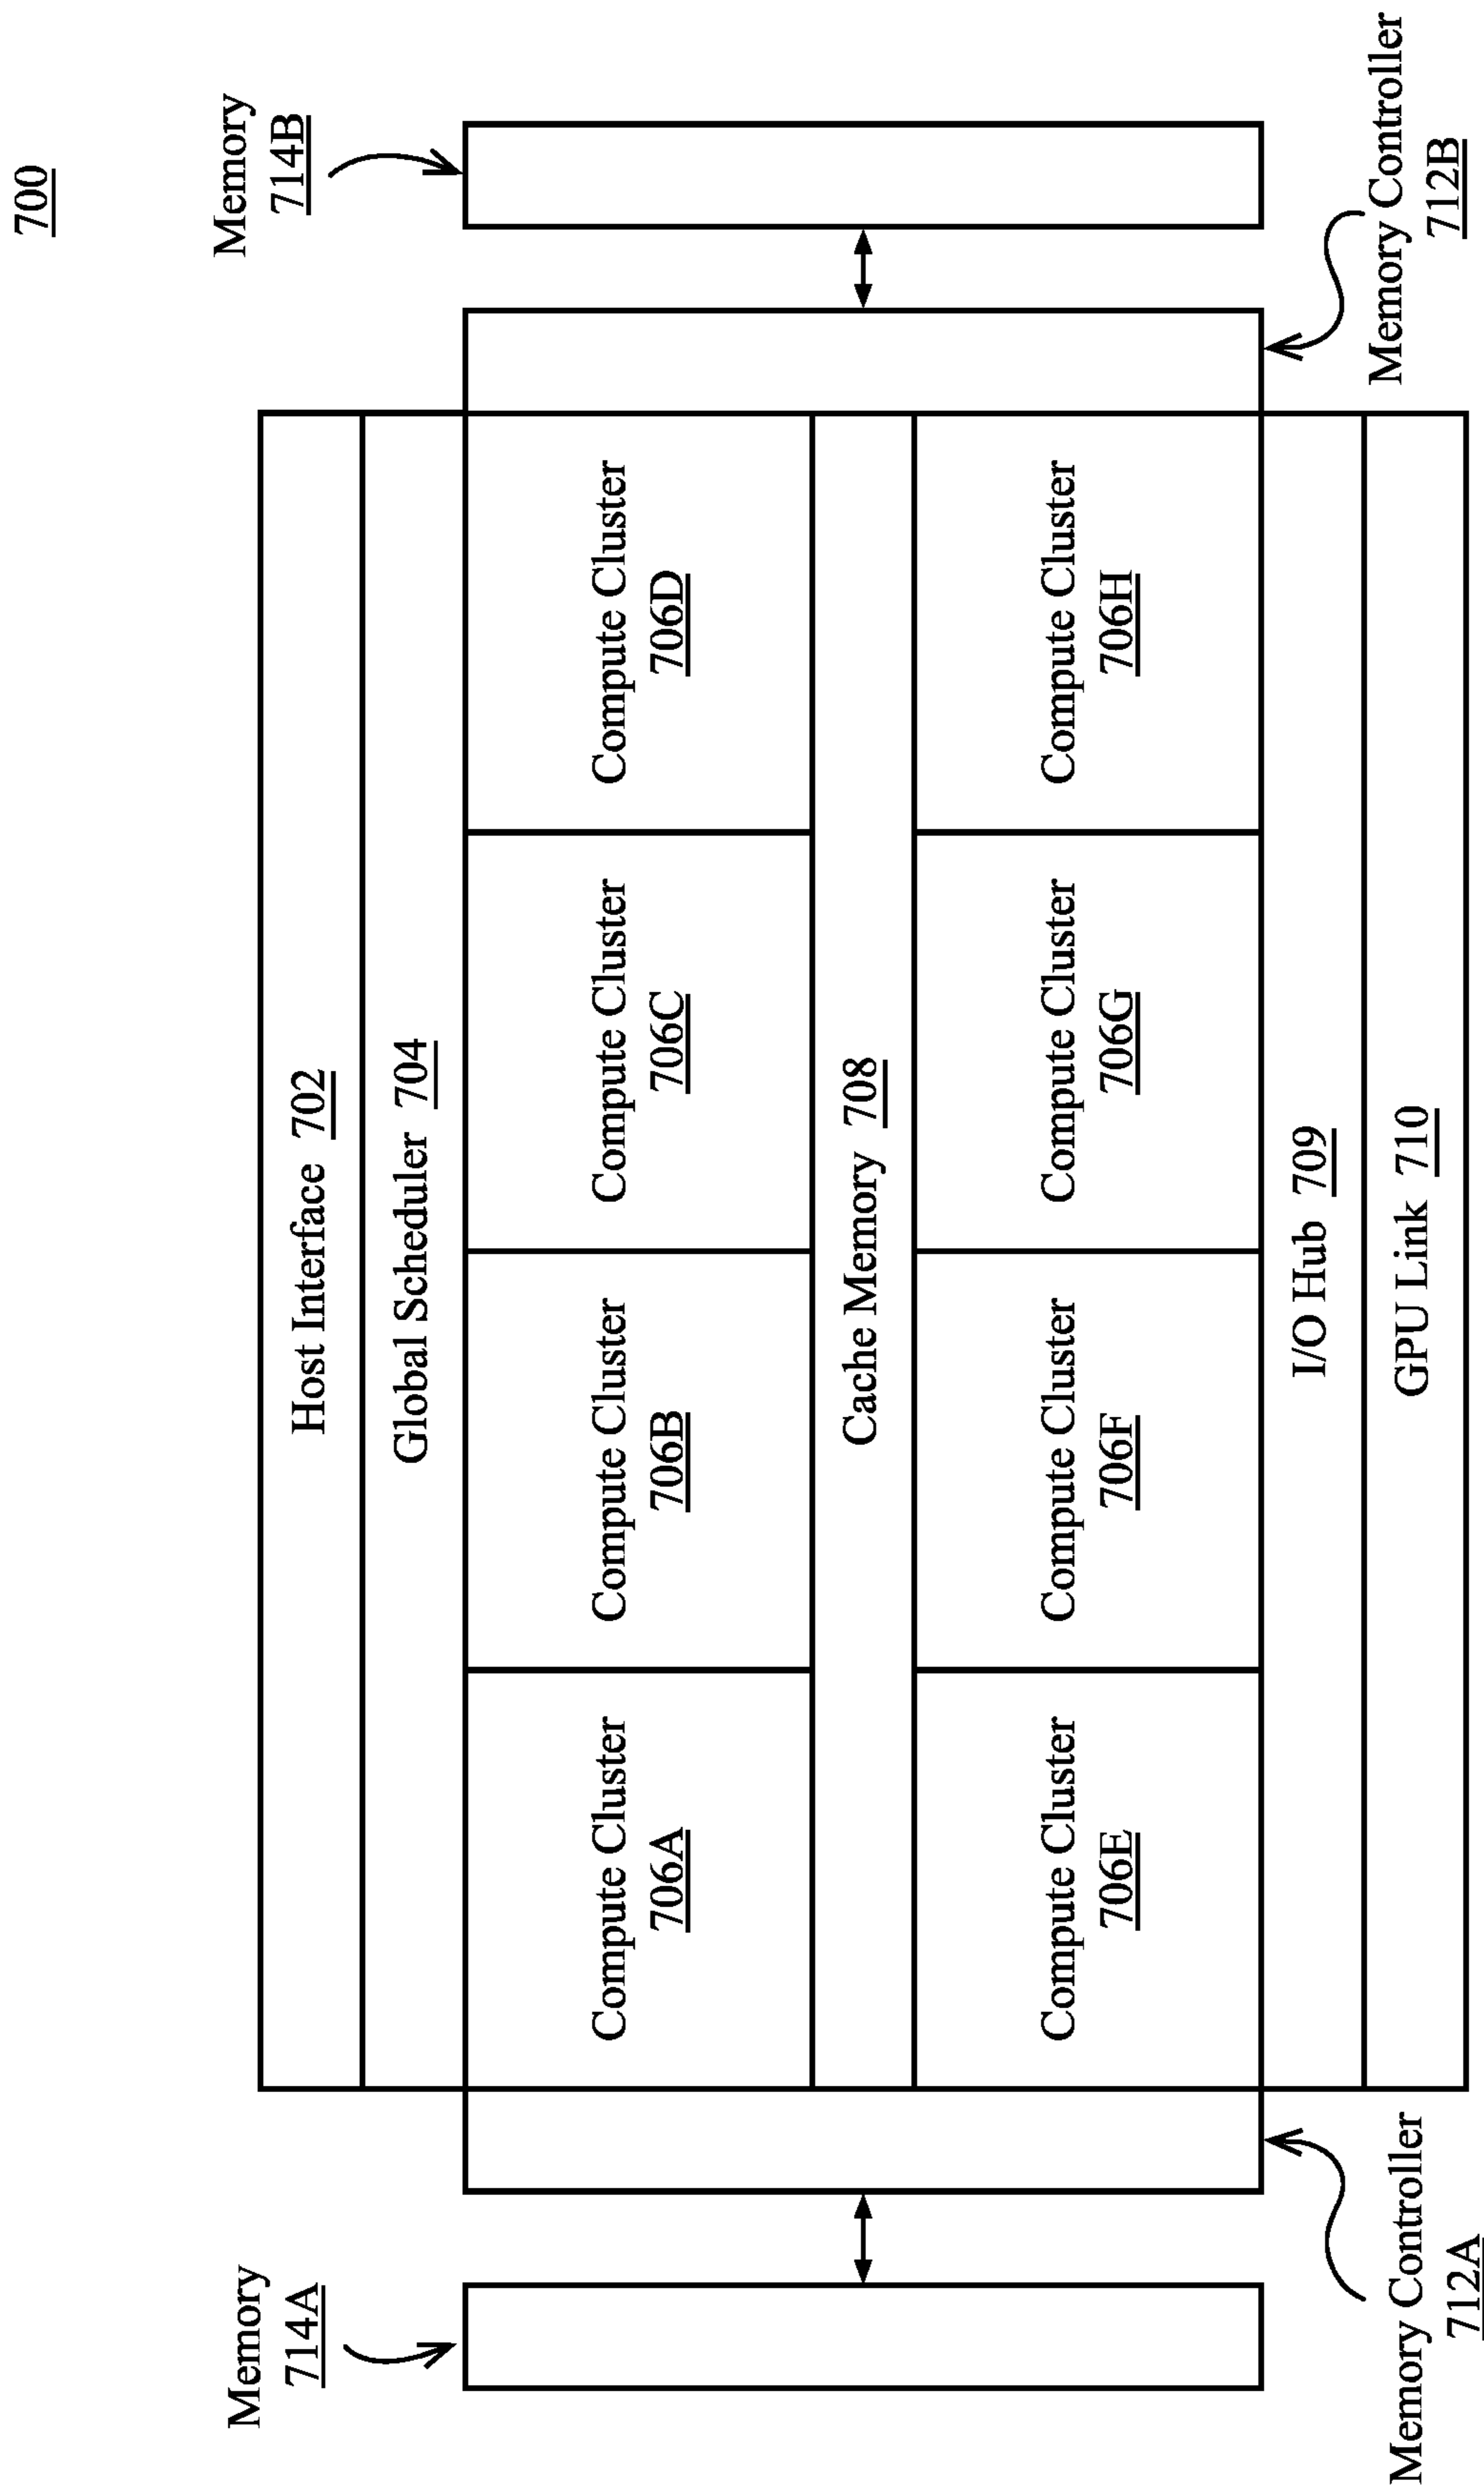 700
Memory
714A
Memory
714B
Host Interface 702
Global Scheduler 704
Compute Cluster
706A
Compute Cluster
706B
Compute Cluster
706C
Compute Cluster
706D
Cache Memory 708
Compute Cluster
706E
Compute Cluster
706F
Compute Cluster
706G
Compute Cluster
706H
I/O Hub 709
GPU Link 710
Memory Controller
712A
Memory Controller
712B